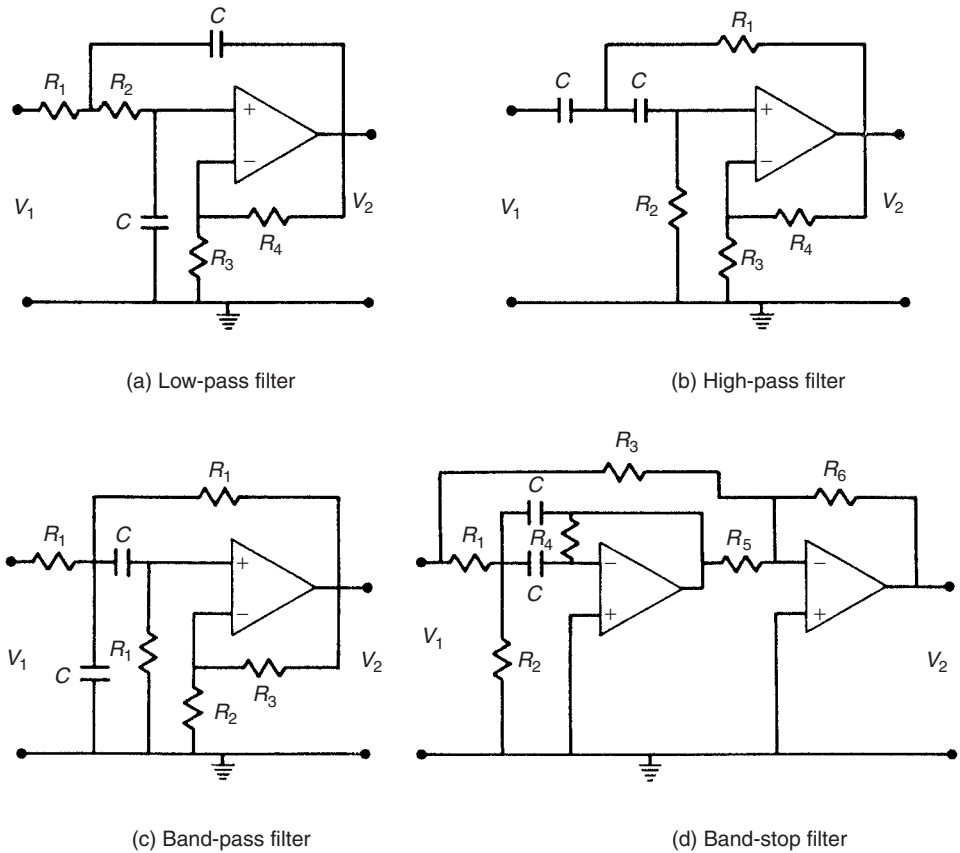 C
R1 R2
+
−
V1
C
R4
V2
R3
(a) Low-pass filter
R1
C C
+
−
V1
R2
R4
V2
R3
(b) High-pass filter
R1
R1 C
+
−
V1
C
R1
R3
V2
R2
(c) Band-pass filter
R3
R6
C
R1
R4
R5
C
−
+
−
+
V1
R2
V2
(d) Band-stop filter